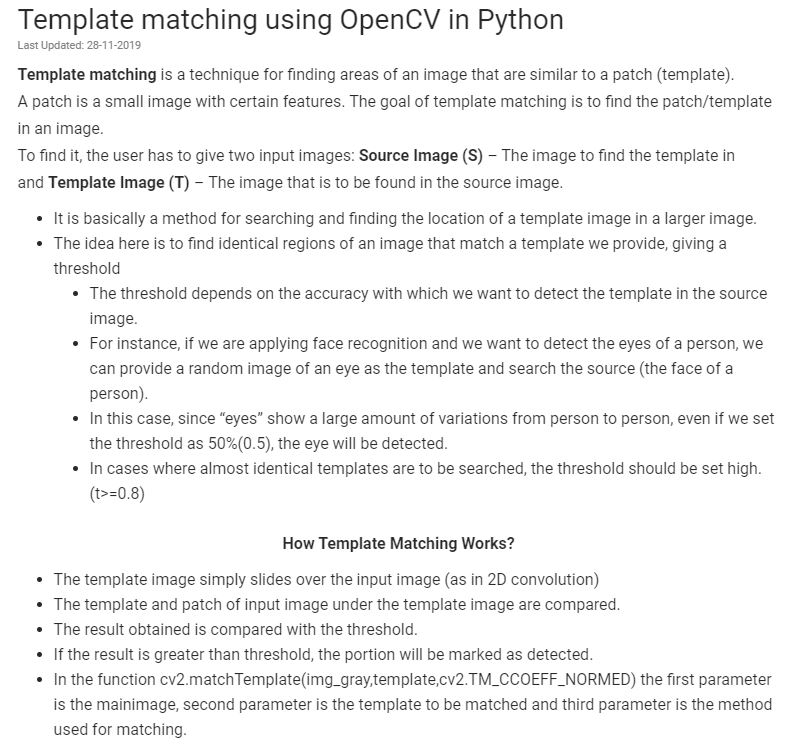 Template matching using OpenCV in Python
Last Updated: 28-11-2019
Template matching is a technique for finding areas of an image that are similar to a patch (template).
A patch is a small image with certain features. The goal of template matching is to find the patch/template
in an image.
To find it, the user has to give two input images: Source Image (S) – The image to find the template in
and Template Image (T) – The image that is to be found in the source image.
• It is basically a method for searching and finding the location of a template image in a larger image.
• The idea here is to find identical regions of an image that match a template we provide, giving a
threshold
• The threshold depends on the accuracy with which we want to detect the template in the source
image.
• For instance, if we are applying face recognition and we want to detect the eyes of a person, we
can provide a random image of an eye as the template and search the source (the face of a
person).
• In this case, since “eyes” show a large amount of variations from person to person, even if we set
the threshold as 50%(0.5), the eye will be detected.
• In cases where almost identical templates are to be searched, the threshold should be set high.
(t>=0.8)
How Template Matching Works?
• The template image simply slides over the input image (as in 2D convolution)
• The template and patch of input image under the template image are compared.
• The result obtained is compared with the threshold.
• If the result is greater than threshold, the portion will be marked as detected.
• In the function cv2.matchTemplate(img_gray,template,cv2.TM_CCOEFF_NORMED) the first parameter
is the mainimage, second parameter is the template to be matched and third parameter is the method
used for matching.